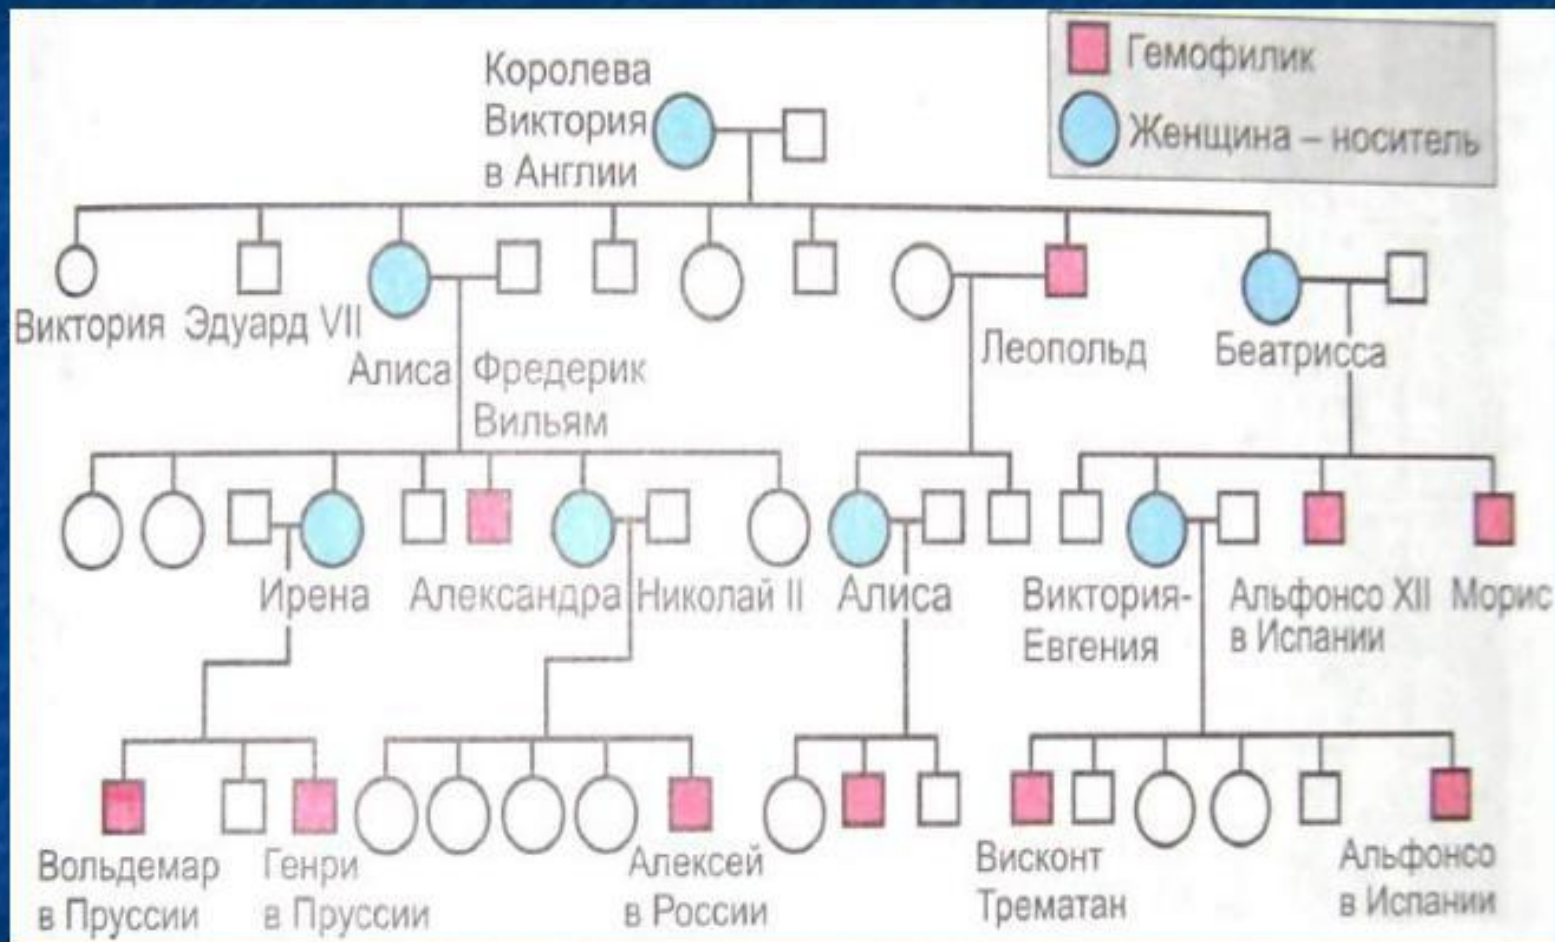 Гемофилик
Женщина – носитель
Королева
Виктория
в Англии
Виктория
Эдуард VII
Алиса
Фредерик
Вильям
Леопольд
Беатрисса
Ирена
Александра
Николай II
Алиса
Виктория-
Евгения
Альфонсо XII
в Испании
Морис
Вольдемар
в Пруссии
Генри
в Пруссии
Алексей
в России
Висконт
Трематан
Альфонсо
в Испании